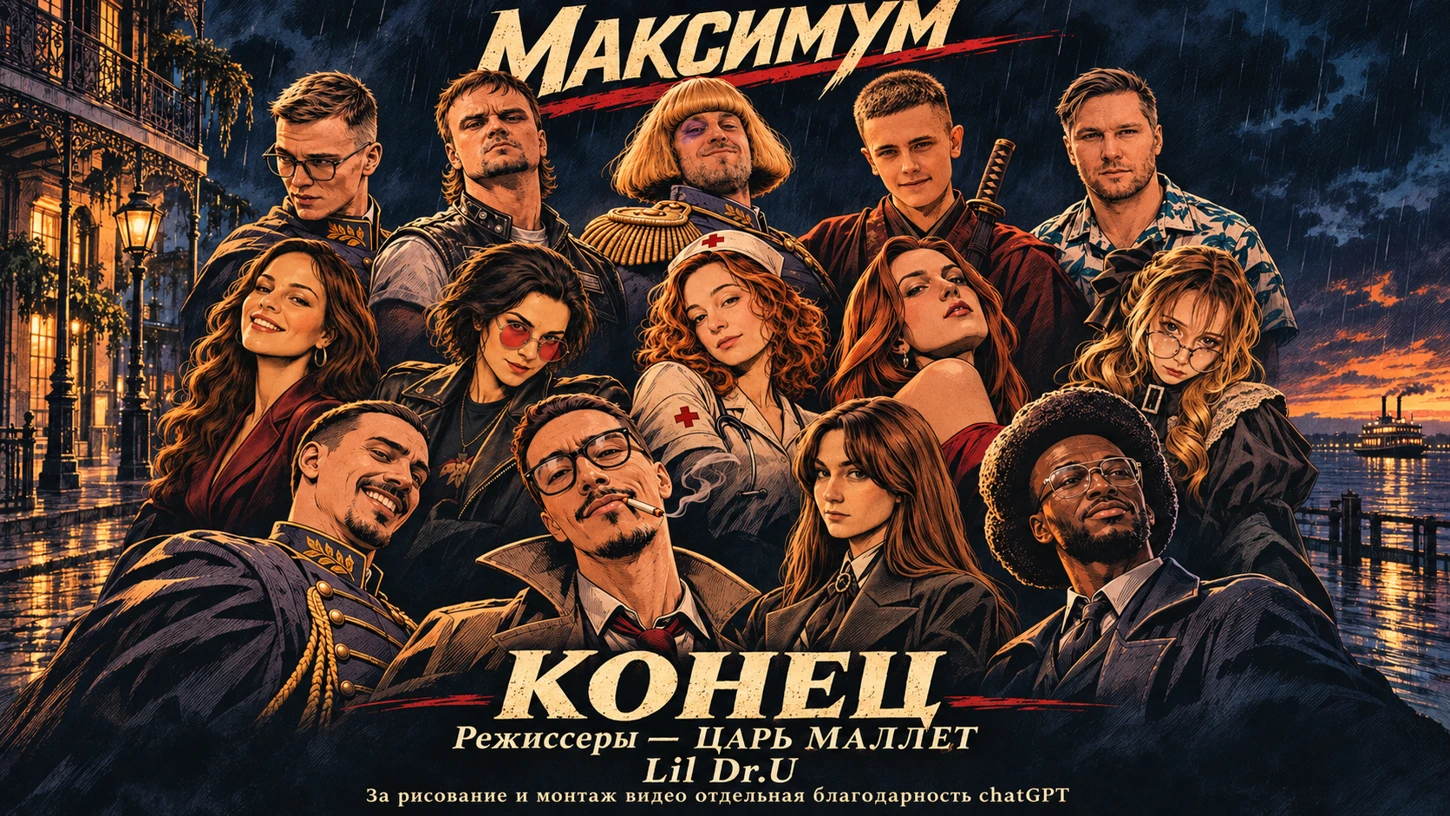 МАКСИМУМ
КОНЕЦ
Режиссеры — ЦАРЬ МАЛЛЕТ
Lil Dr.U
За рисование и монтаж видео отдельная благодарность chatGPT